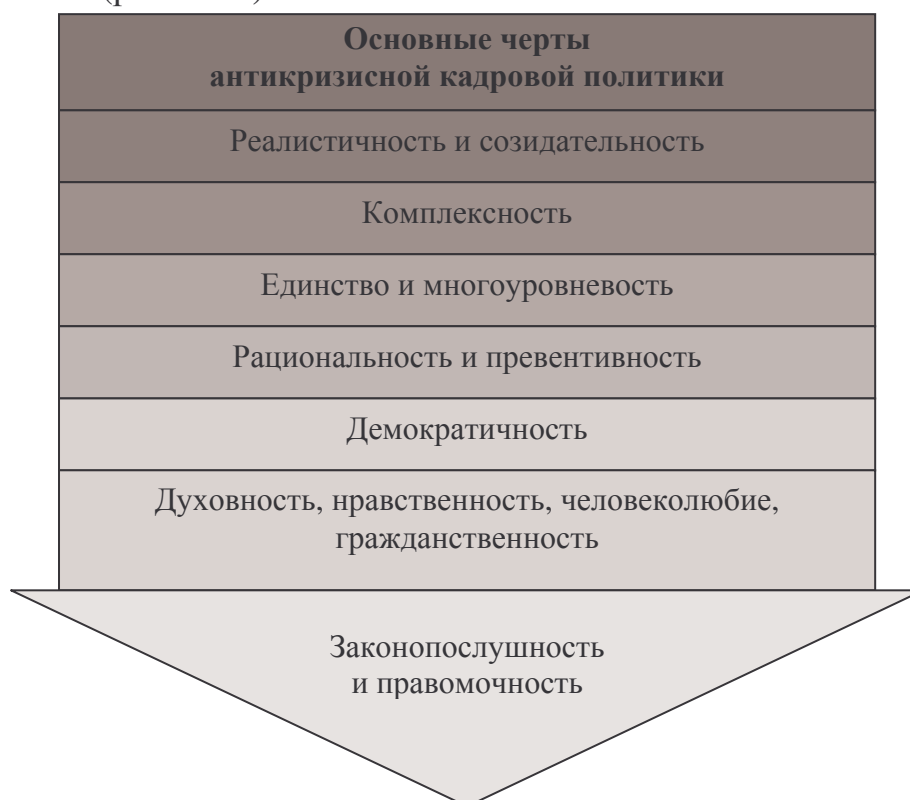 Основные черты
антикризисной кадровой политики
Реалистичность и созидательность
Комплексность
Единство и многоуровневость
Рациональность и превентивность
Демократичность
Духовность, нравственность, человеколюбие,
гражданственность
Законопослушность
и правомочность